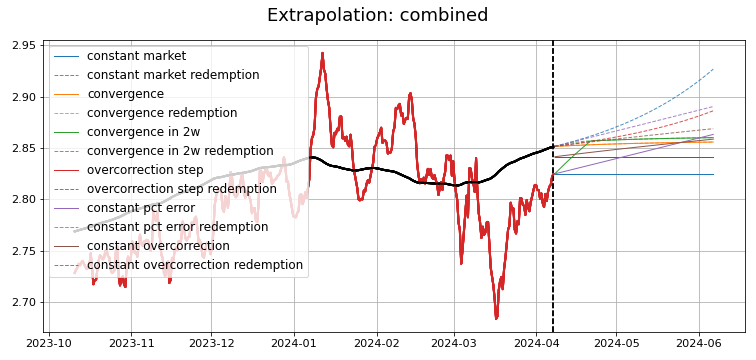 Extrapolation: combined
2.95
2.90
2.85
2.80
2.75
2.70
constant market
constant market redemption
convergence
convergence redemption
convergence in 2w
convergence in 2w redemption
overcorrection step
overcorrection step redemption
constant pct error
constant pct error redemption
constant overcorrection
constant overcorrection redemption
2023-10 2023-11 2023-12 2024-01 2024-02 2024-03 2024-04 2024-05 2024-06